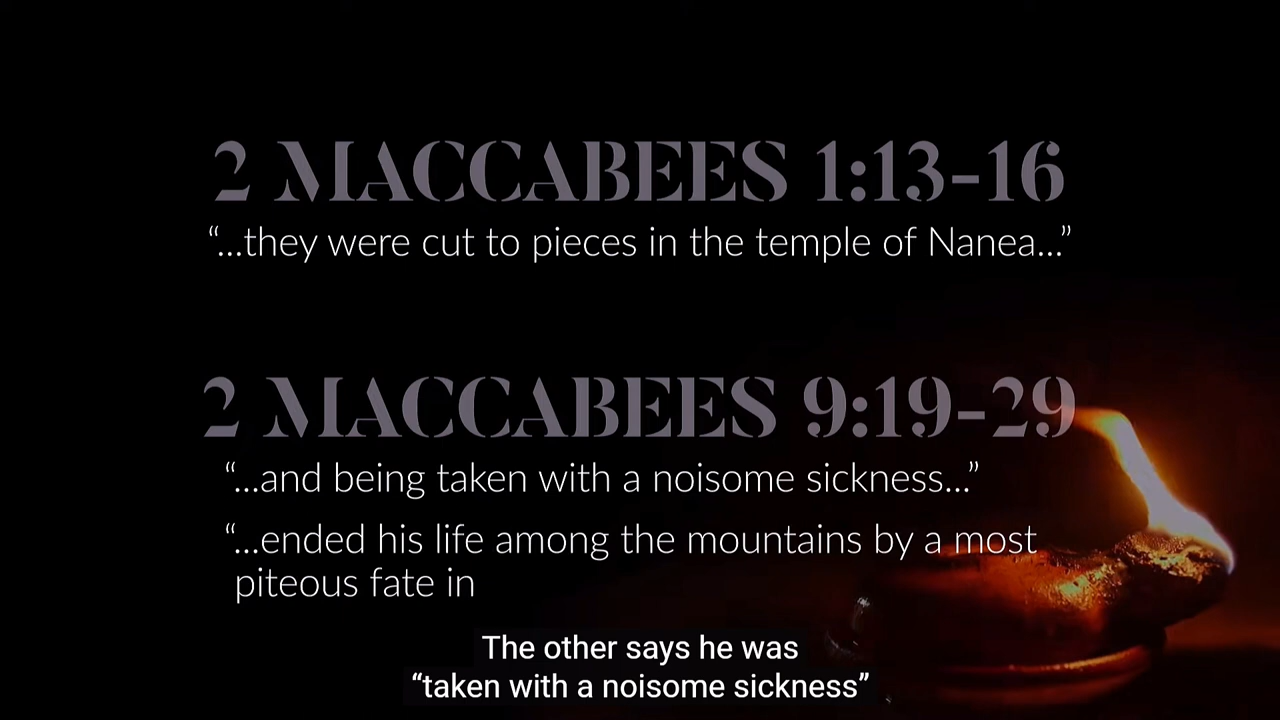 2 MACCABEES 1:13-16
“...they were cut to pieces in the temple of Nanea...”
2 MACCABEES 9:19-29
“...and being taken with a noisome sickness...”
“...ended his life among the mountains by a most
piteous fate in
The other says he was
“taken with a noisome sickness”